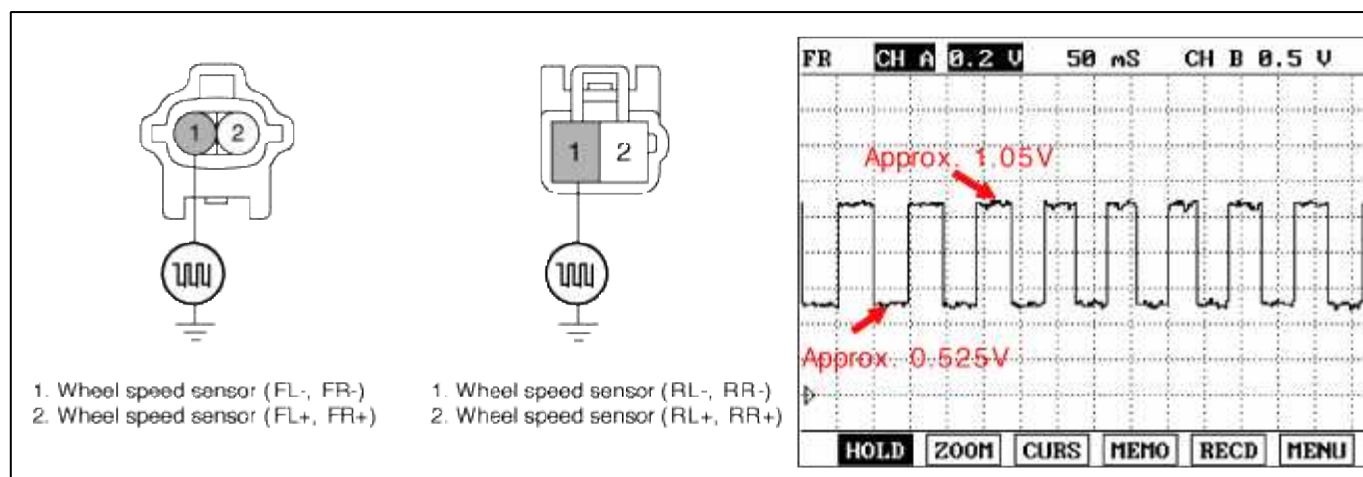 1 2
1. Wheel speed sensor (FL-, FR-)
2. Wheel speed sensor (FL+, FR+)
1 2
1. Wheel speed sensor (RL-, RR-)
2. Wheel speed sensor (RL+, RR+)
FR CH A 0.2 V 50 mS CH B 0.5 V
Approx. 1.05V
Approx. 0.525V
HOLD ZOOM CURS MEMO RECD MENU